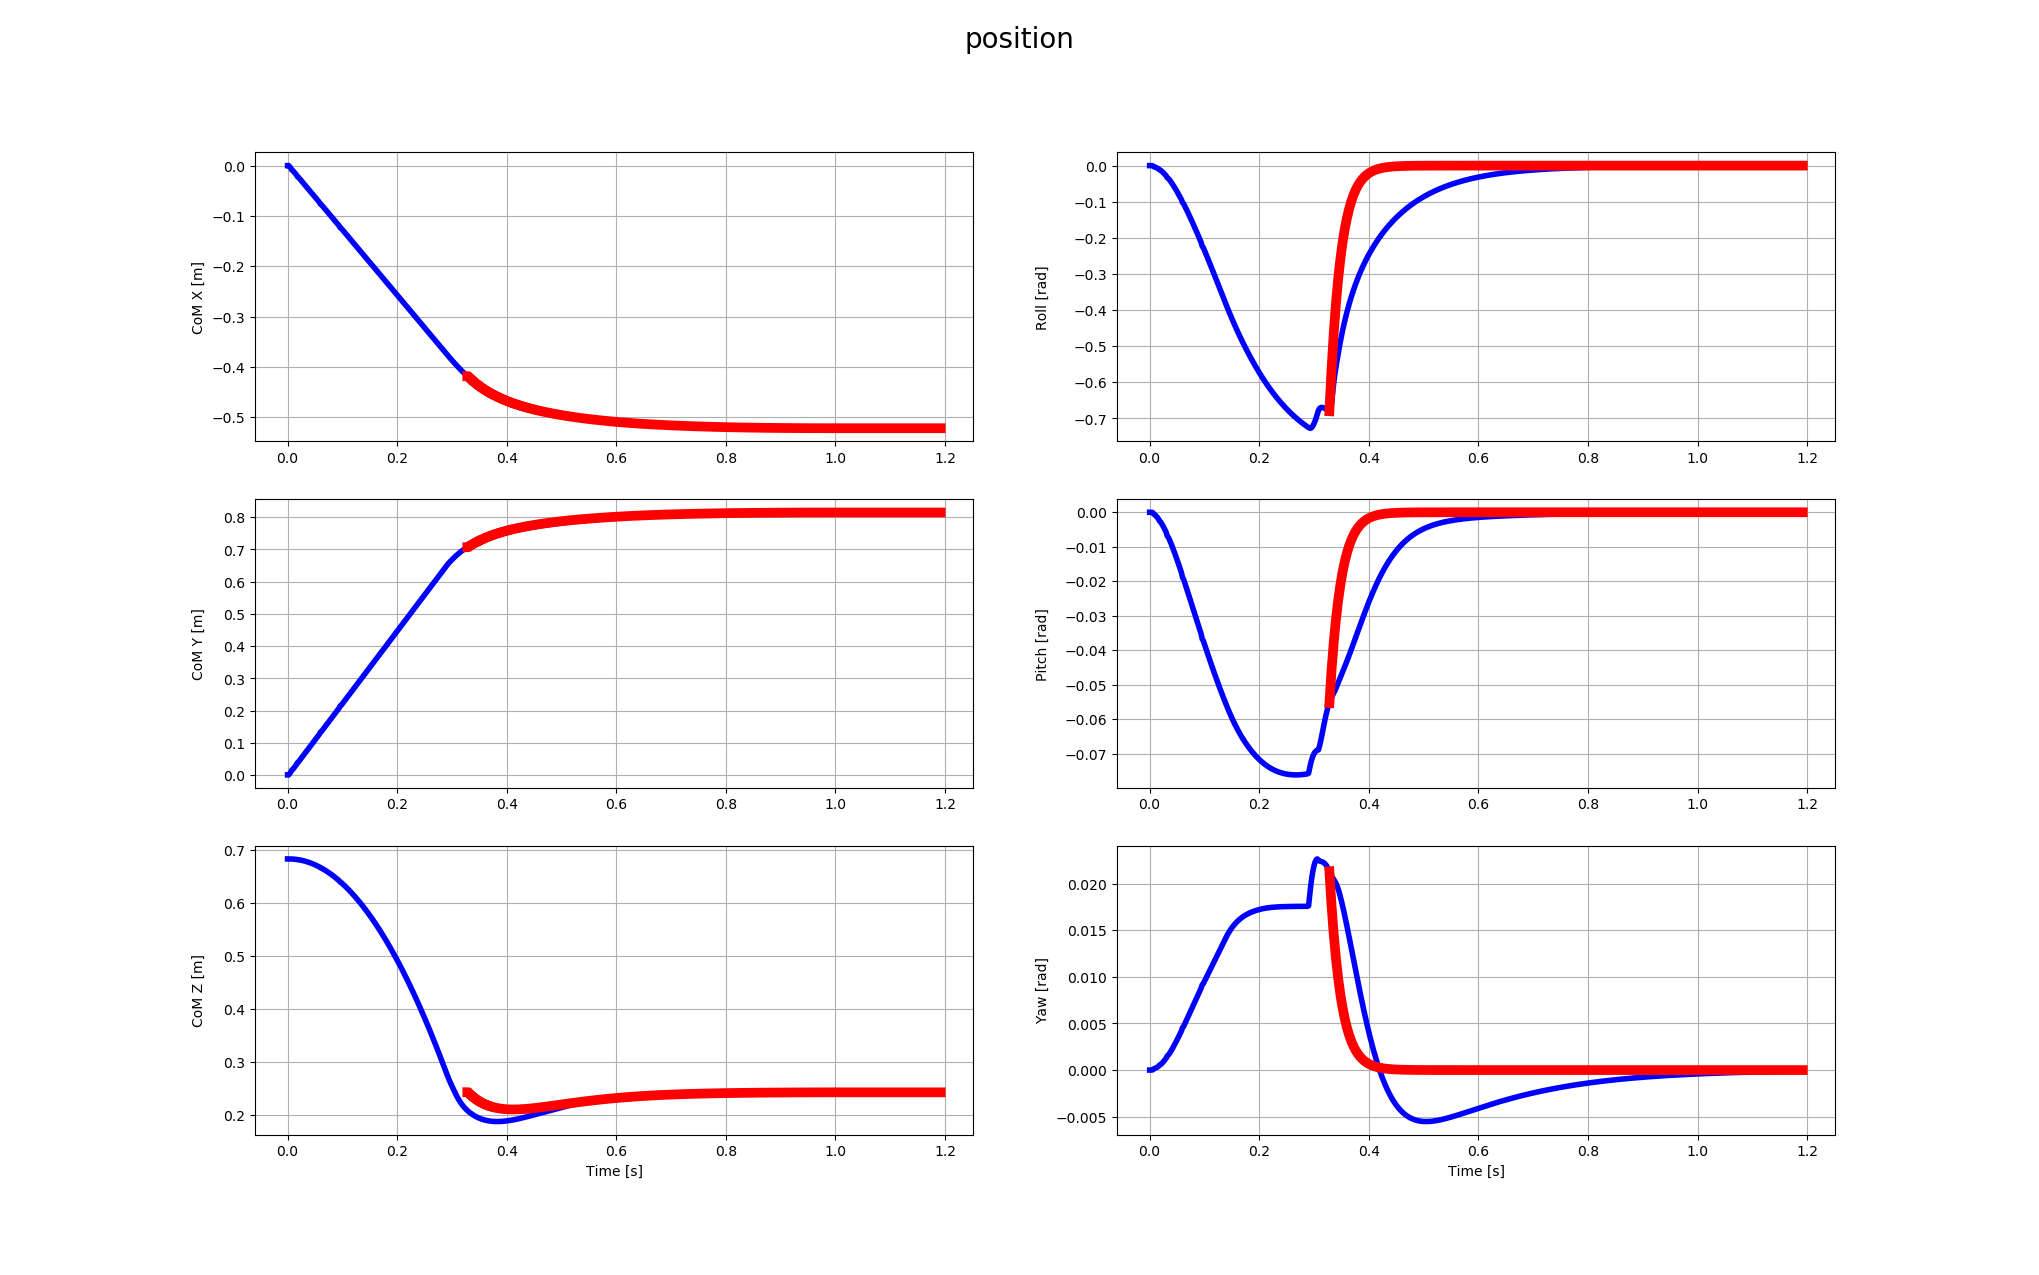 position
CoM X [m]
0.0
−0.1
−0.2
−0.3
−0.4
−0.5
0.0 0.2 0.4 0.6 0.8 1.0 1.2
Roll [rad]
0.0
−0.1
−0.2
−0.3
−0.4
−0.5
−0.6
−0.7
0.0 0.2 0.4 0.6 0.8 1.0 1.2
CoM Y [m]
0.8
0.7
0.6
0.5
0.4
0.3
0.2
0.1
0.0
0.0 0.2 0.4 0.6 0.8 1.0 1.2
Pitch [rad]
0.00
−0.01
−0.02
−0.03
−0.04
−0.05
−0.06
−0.07
0.0 0.2 0.4 0.6 0.8 1.0 1.2
CoM Z [m]
0.7
0.6
0.5
0.4
0.3
0.2
0.0 0.2 0.4 0.6 0.8 1.0 1.2
Time [s]
Yaw [rad]
0.020
0.015
0.010
0.005
0.000
−0.005
0.0 0.2 0.4 0.6 0.8 1.0 1.2
Time [s]